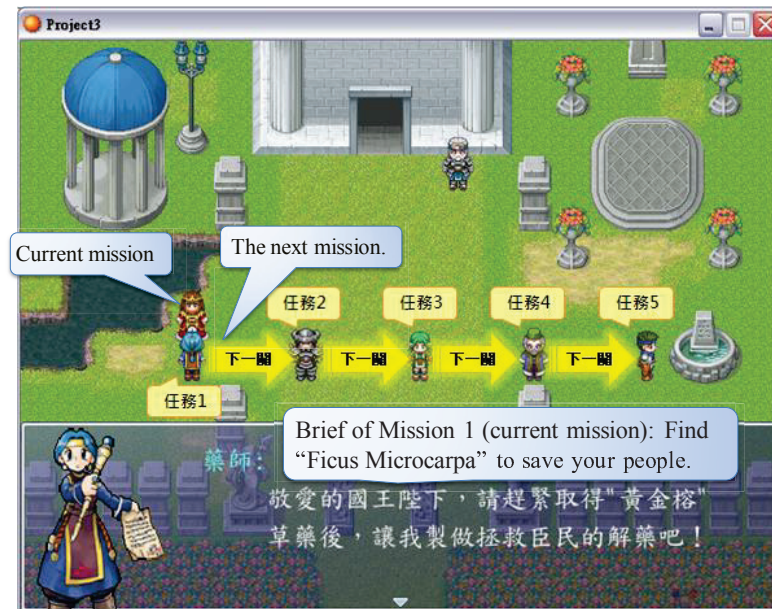 Project3
Current mission
The next mission.
任務2
任務3
任務4
任務5
下一關
下一關
下一關
下一關
任務1
Brief of Mission 1 (current mission): Find
“Ficus Microcarpa” to save your people.
藥師：
敬愛的國王陛下，請趕緊取得"黃金榕"
草藥後，讓我製做拯救臣民的解藥吧！